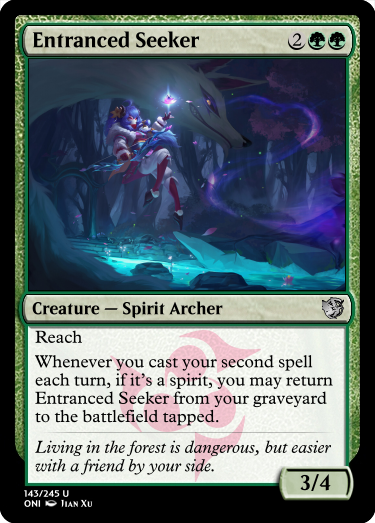 Entranced Seeker 2
Creature — Spirit Archer
Reach
Whenever you cast your second spell
each turn, if it's a spirit, you may return
Entranced Seeker from your graveyard
to the battlefield tapped.
Living in the forest is dangerous, but easier
with a friend by your side.
3/4
143/245 U
ONI Jian Xu